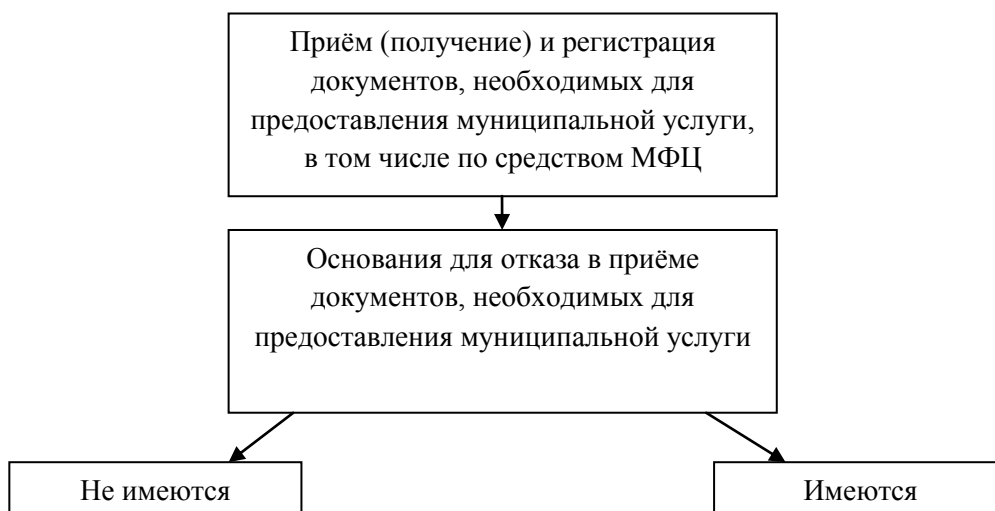 Приём (получение) и регистрация
документов, необходимых для
предоставления муниципальной услуги,
в том числе по средством МФЦ
Основания для отказа в приёме
документов, необходимых для
предоставления муниципальной услуги
Не имеются
Имеются